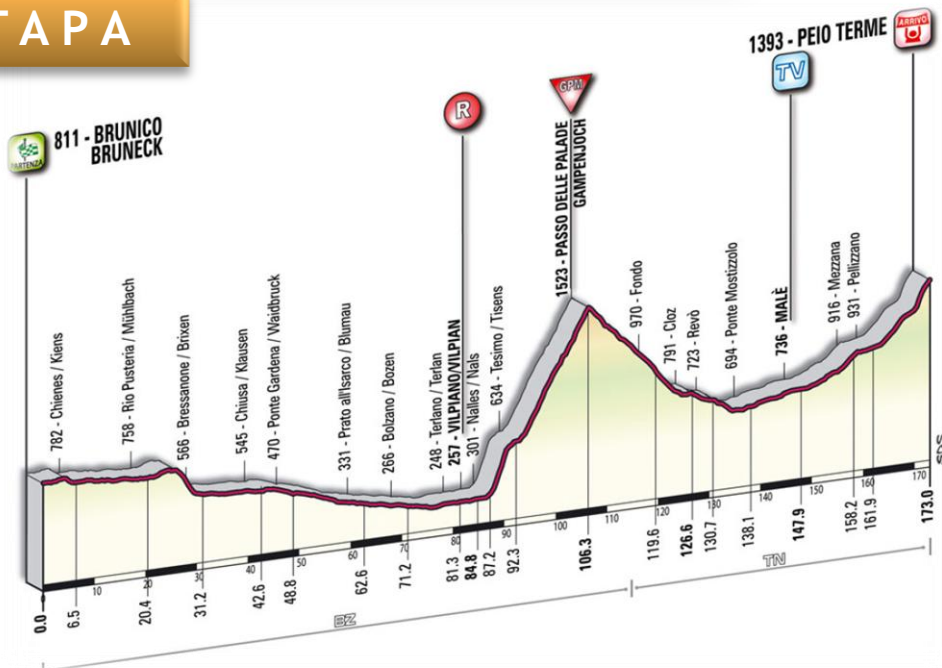 TAPA
811 - BRUNICO
BRUNECK
PARTENZA
782 - Chienes / Kiens
758 - Rio Pusteria / Mühlbach
566 - Bressanone / Brixen
545 - Chiusa / Klausen
470 - Ponte Gardena / Waidbruck
331 - Prato all'Isarco / Blumau
266 - Bolzano / Bozen
248 - Terlano / Terlan
R
257 - VILPIANO/VILPIAN
301 - Nalles / Nals
634 - Tesimo / Tisens
GPM
1523 - PASSO DELLE PALADE
GAMPENJOCH
970 - Fondo
791 - Cloz
723 - Revò
694 - Ponte Mostizzolo
TV
736 - MALÈ
916 - Mezzana
931 - Pellizzano
1393 - PEIO TERME
ARRIVO
10
20
30
40
50
60
70
80
90
100
110
120
130
140
150
160
170
0.0
6.5
20.4
31.2
42.6
48.8
62.6
71.2
81.3
84.8
87.2
92.3
106.3
119.6
126.6
130.7
138.1
147.9
158.2
161.9
173.0
BZ
TN
SDS